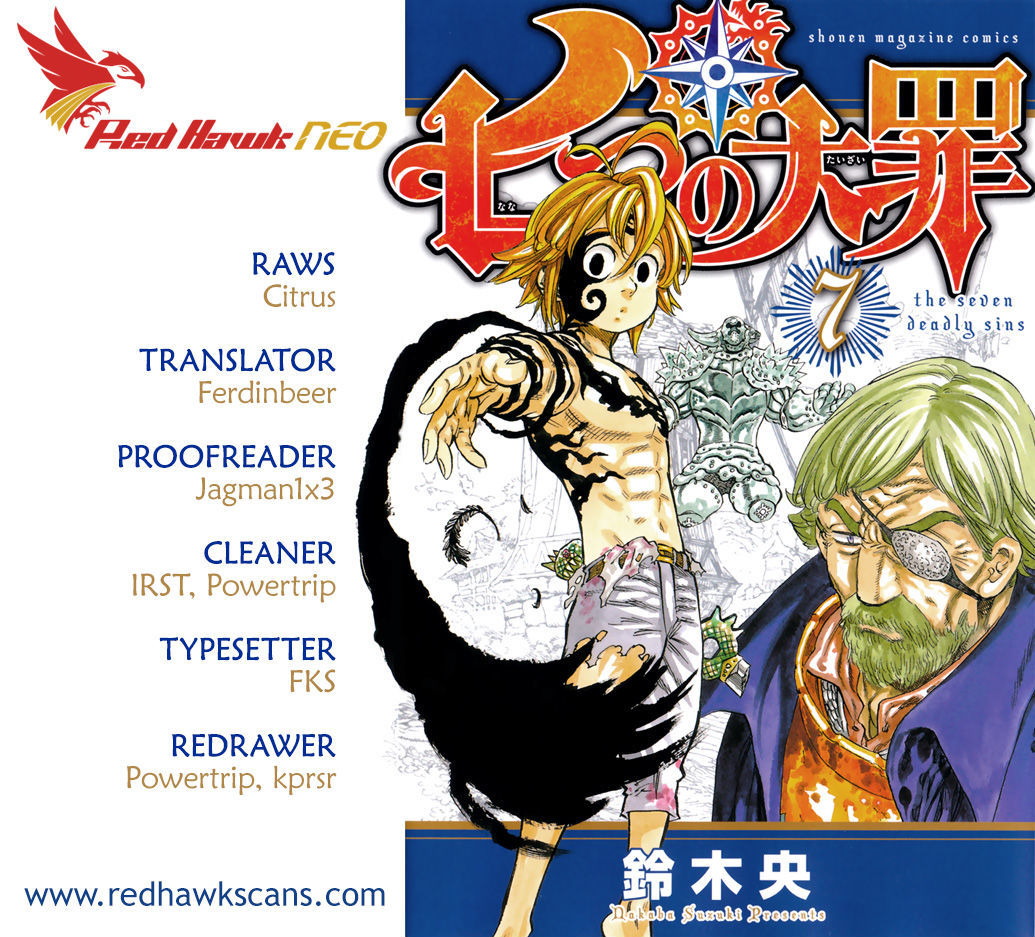 Red Hawk NEO
RAWS
Citrus
TRANSLATOR
Ferdinbeer
PROOFREADER
Jagman1x3
CLEANER
IRST, Powertrip
TYPESETTER
FKS
REDRAWER
Powertrip, kprsr
www.redhawkscans.com
shonen magazine comics
七つの大罪
なな
たいざい
7
the seven
deadly sins
鈴木央
Nakaba Suzuki Presents